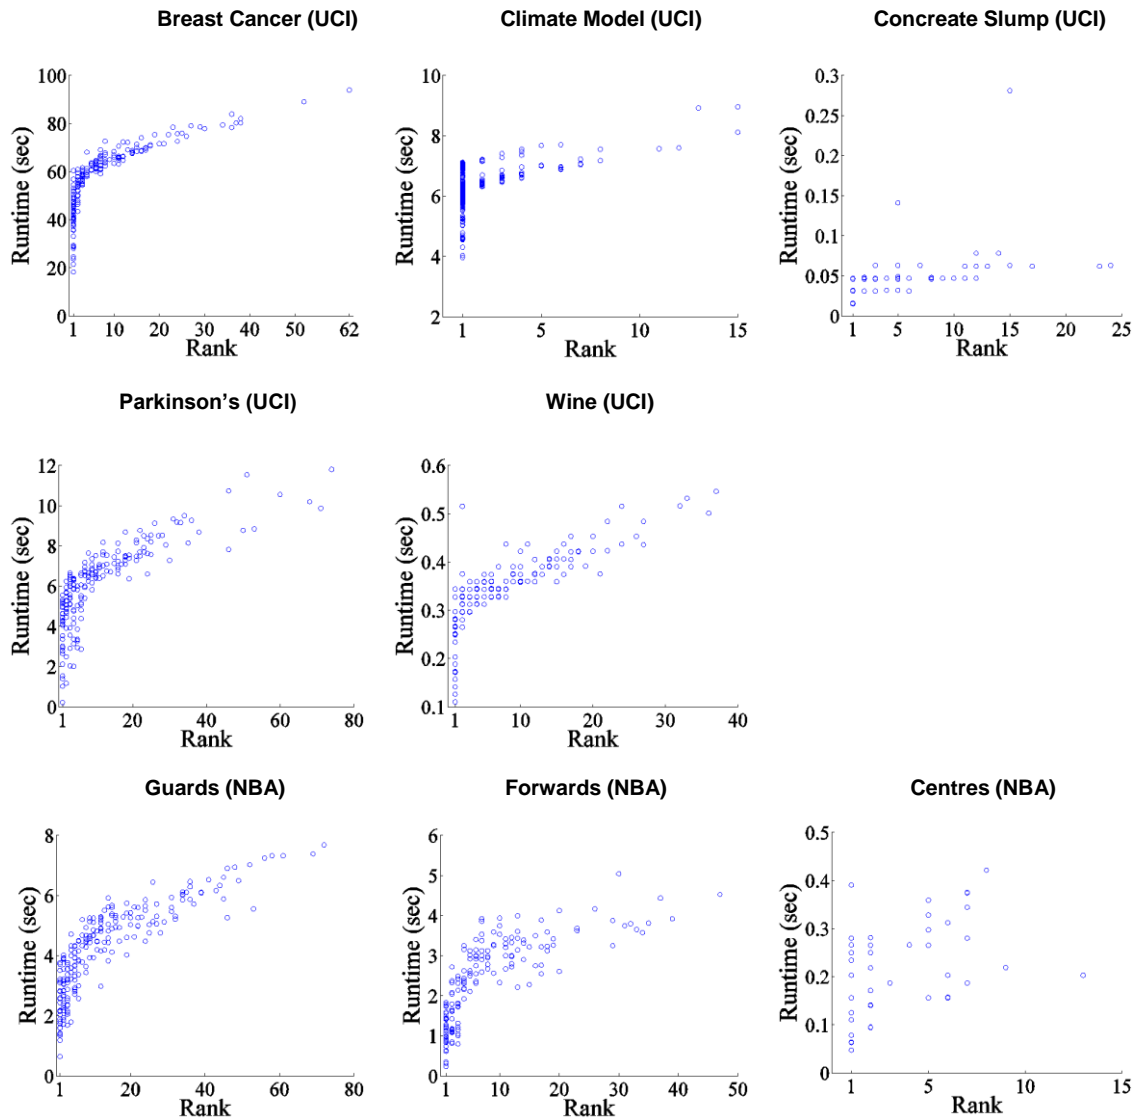 Breast Cancer (UCI)
Climate Model (UCI)
Concreate Slump (UCI)
Runtime (sec)
100
80
60
40
20
0
1 10 20 30 40 50 62
Rank
Runtime (sec)
10
8
6
4
2
1 5 10 15
Rank
Runtime (sec)
0.3
0.25
0.2
0.15
0.1
0.05
0
1 5 10 15 20 25
Rank
Parkinson’s (UCI)
Wine (UCI)
Runtime (sec)
12
10
8
6
4
2
0
1 20 40 60 80
Rank
Runtime (sec)
0.6
0.5
0.4
0.3
0.2
0.1
1 10 20 30 40
Rank
Guards (NBA)
Forwards (NBA)
Centres (NBA)
Runtime (sec)
8
6
4
2
0
1 20 40 60 80
Rank
Runtime (sec)
6
5
4
3
2
1
0
1 10 20 30 40 50
Rank
Runtime (sec)
0.5
0.4
0.3
0.2
0.1
0
1 5 10 15
Rank